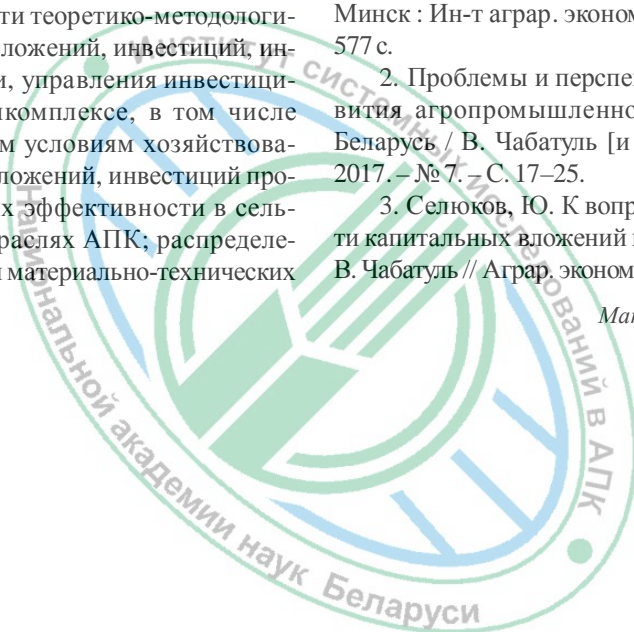 ти теоретико-методологи-
ложений, инвестиций, ин-
и, управления инвестици-
комплексе, в том числе
м условиям хозяйствова-
ложений, инвестиций про-
х эффективности в сель-
раслях АПК; распределе-
и материально-технических
Минск : Ин-т аграр. эконом
577 с.
2. Проблемы и перспе
вития агропромышленно
Беларусь / В. Чабатуль [и
2017. – № 7. – С. 17–25.
3. Селюков, Ю. К вопр
ти капитальных вложений
В. Чабатуль // Аграр. эконом
Мат
Институт системных исследований в АПК
Национальной академии наук Беларуси